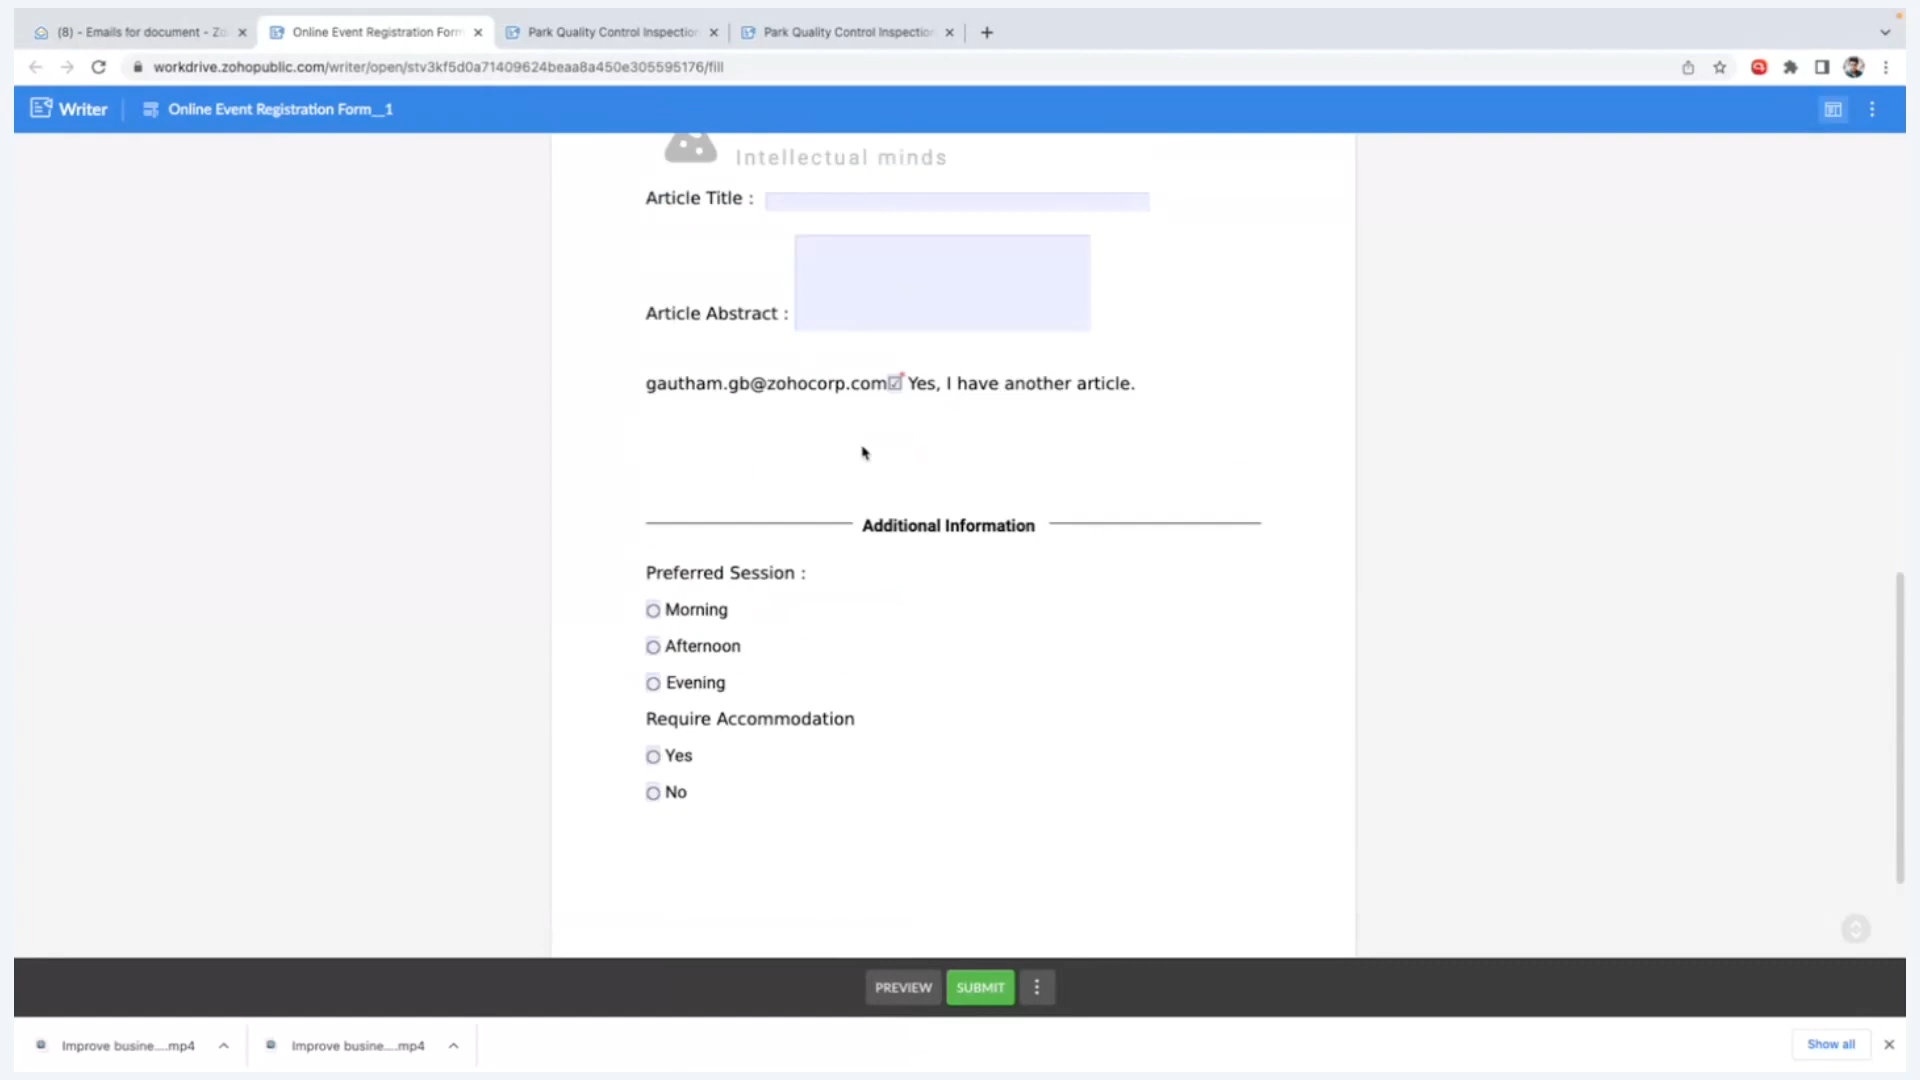 (8) - Emails for document - Zo
Online Event Registration Form
Park Quality Control Inspection
Park Quality Control Inspection
workdrive.zohopublic.com/writer/open/stv3kf5d0a71409624beaa8a450e305595176/fill
Writer
Online Event Registration Form__1
Intellectual minds
Article Title :
Article Abstract :
gautham.gb@zohocorp.com Yes, I have another article.
Additional Information
Preferred Session :
Morning
Afternoon
Evening
Require Accommodation
Yes
No
PREVIEW
SUBMIT
Improve busine....mp4
Improve busine....mp4
Show all